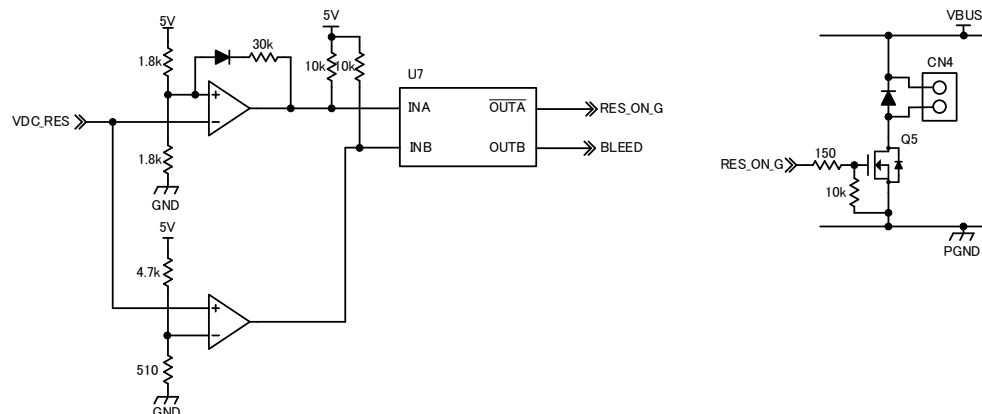 5V
1.8k
30k
5V
10k
10k
U7
INA
OUTA
RES_ON_G
VDC_RES
INB
OUTB
BLEED
1.8k
GND
5V
4.7k
510
GND
VBUS
CN4
Q5
RES_ON_G
150
10k
PGND